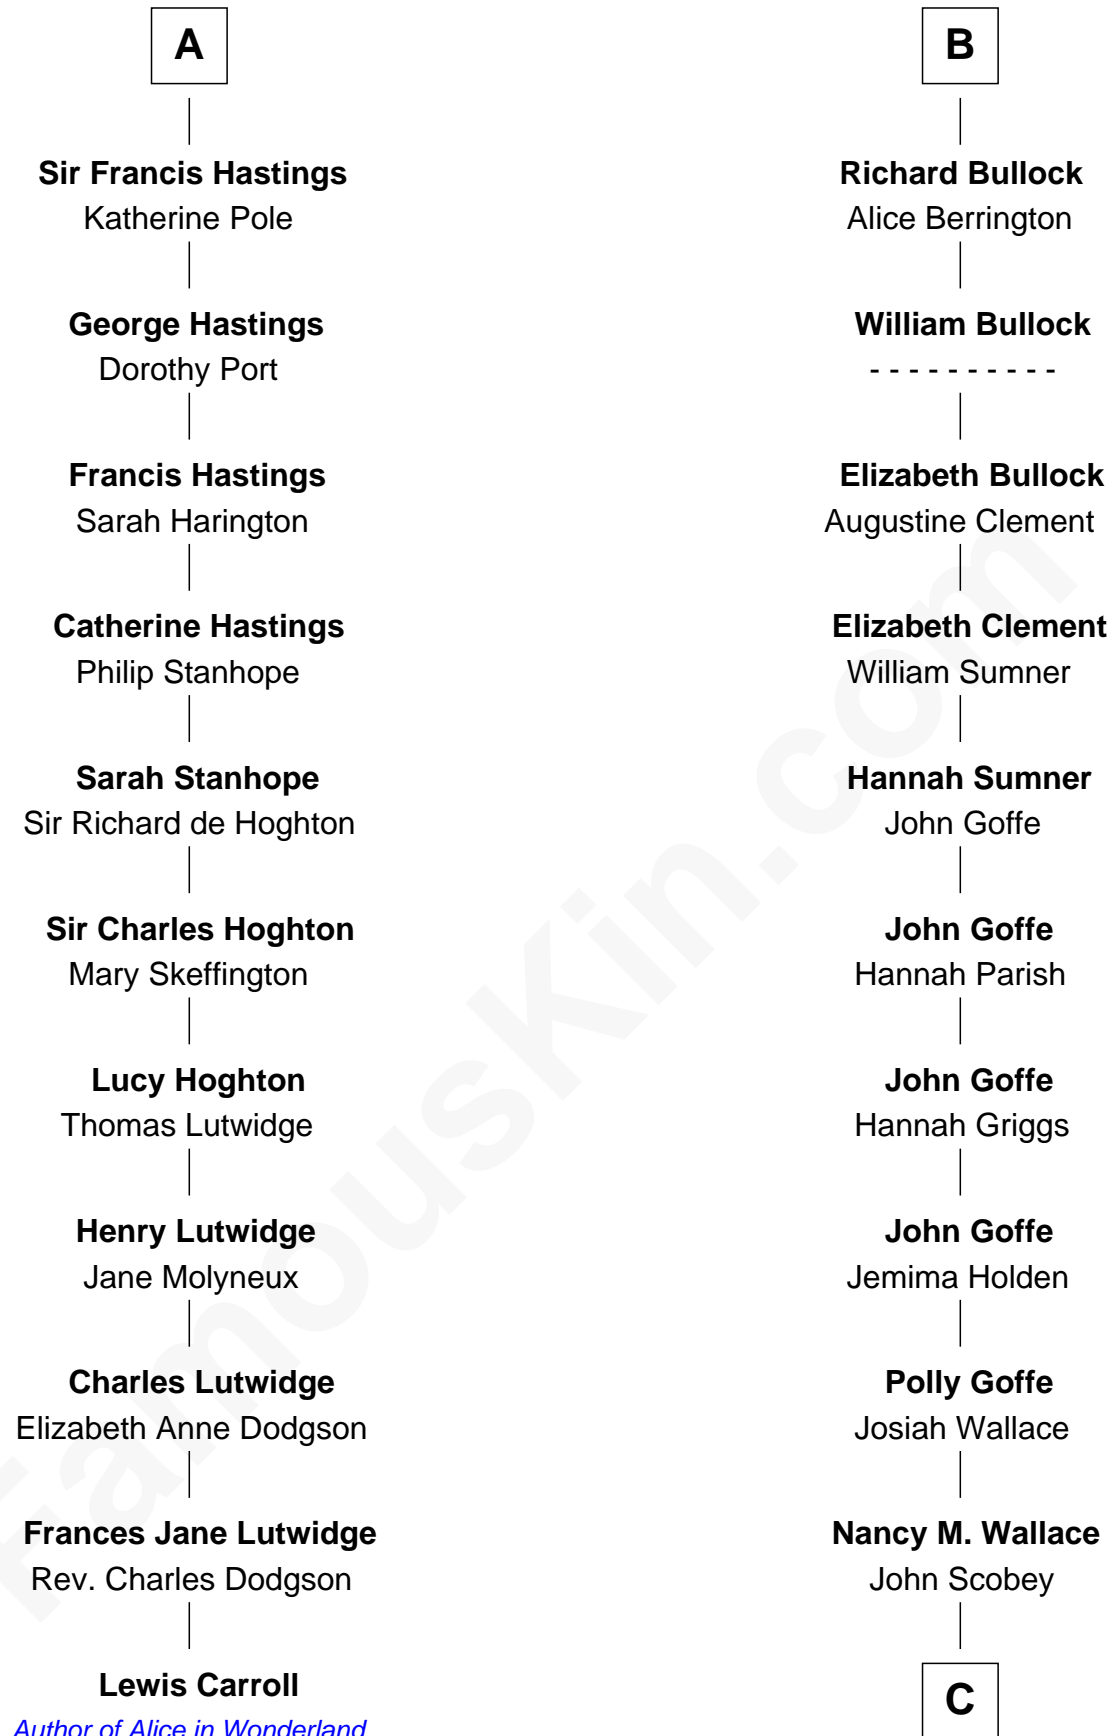 A
Sir Francis Hastings
Katherine Pole
George Hastings
Dorothy Port
Francis Hastings
Sarah Harington
Catherine Hastings
Philip Stanhope
Sarah Stanhope
Sir Richard de Hoghton
Sir Charles Hoghton
Mary Skeffington
Lucy Hoghton
Thomas Lutwidge
Henry Lutwidge
Jane Molyneux
Charles Lutwidge
Elizabeth Anne Dodgson
Frances Jane Lutwidge
Rev. Charles Dodgson
Lewis Carroll
Author of Alice in Wonderland
B
Richard Bullock
Alice Berrington
William Bullock
- - - - - - - - - -
Elizabeth Bullock
Augustine Clement
Elizabeth Clement
William Sumner
Hannah Sumner
John Goffe
John Goffe
Hannah Parish
John Goffe
Hannah Griggs
John Goffe
Jemima Holden
Polly Goffe
Josiah Wallace
Nancy M. Wallace
John Scobey
C
FamousKin.com